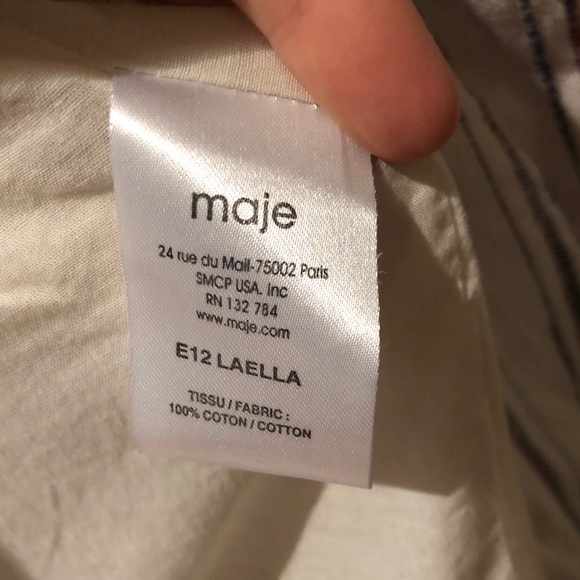 maje
24 rue du Mail-75002 Paris
SMCP USA. Inc
RN 132 784
www.maje.com
E12 LAELLA
TISSU / FABRIC :
100% COTON / COTTON